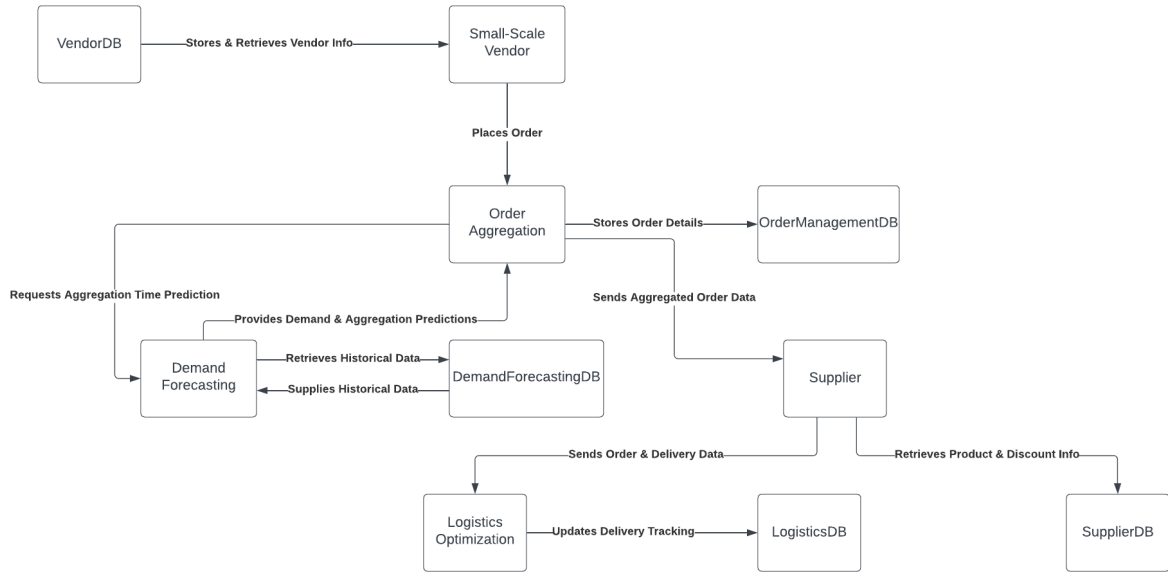 VendorDB
Stores & Retrieves Vendor Info
Small-Scale
Vendor
Places Order
Order
Aggregation
Stores Order Details
OrderManagementDB
Requests Aggregation Time Prediction
Sends Aggregated Order Data
Provides Demand & Aggregation Predictions
Demand
Forecasting
Retrieves Historical Data
Supplies Historical Data
DemandForecastingDB
Supplier
Sends Order & Delivery Data
Retrieves Product & Discount Info
Logistics
Optimization
Updates Delivery Tracking
LogisticsDB
SupplierDB